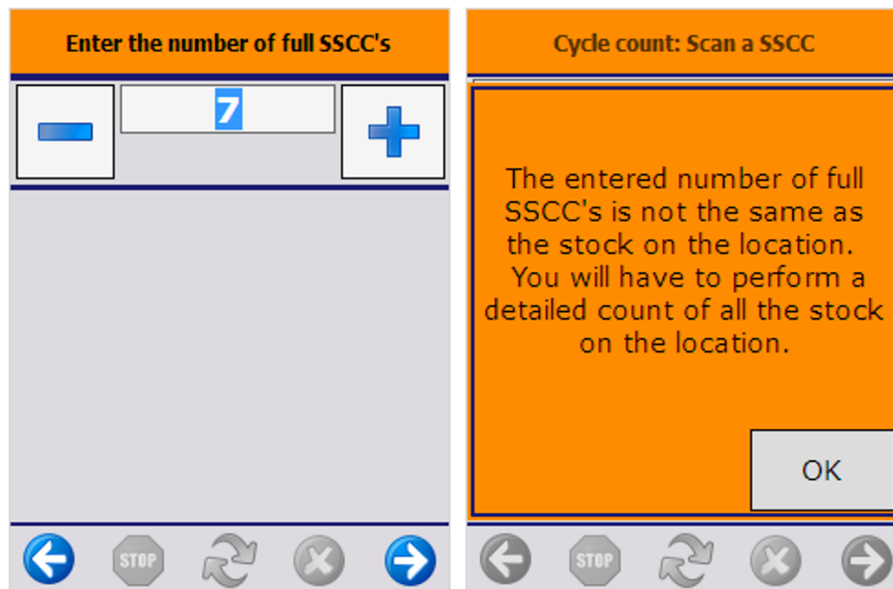 Enter the number of full SSCC's
7
STOP
Cycle count: Scan a SSCC
The entered number of full
SSCC's is not the same as
the stock on the location.
You will have to perform a
detailed count of all the stock
on the location.
OK
STOP